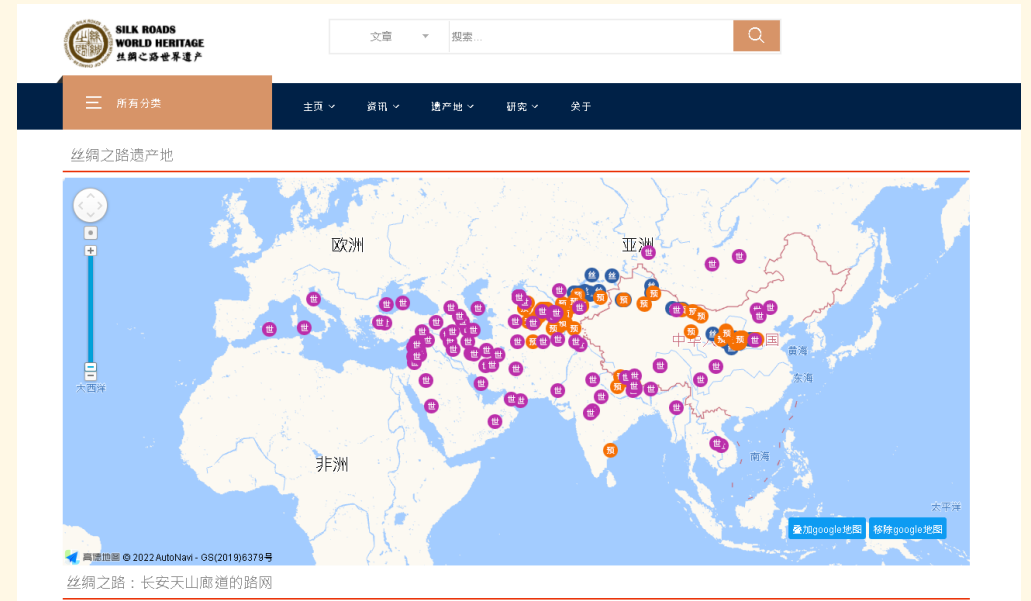 SILK ROADS
WORLD HERITAGE
丝绸之路世界遗产
文章
搜索...
所有分类
主页
资讯
遗产地
研究
关于
丝绸之路遗产地
欧洲
亚洲
大西洋
黄海
东海
非洲
南海
太平洋
叠加google地图
移除google地图
高德地图 © 2022 AutoNavi - GS(2019)6379号
丝绸之路：长安天山廊道的路网